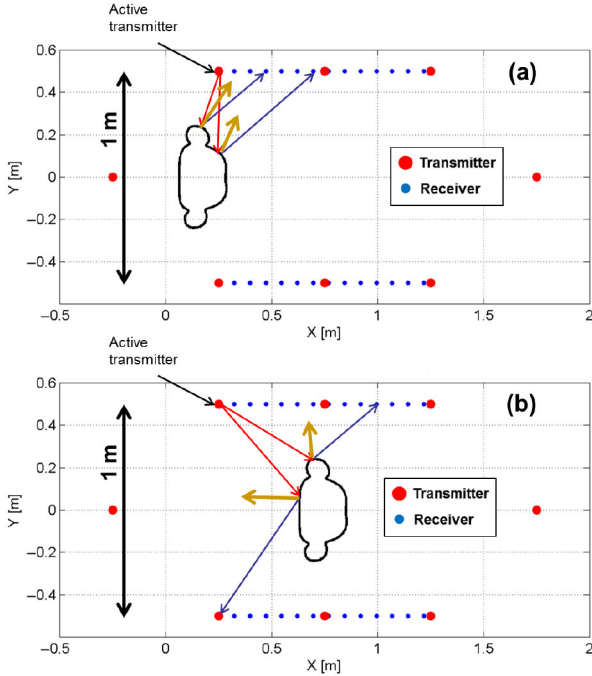 Active
transmitter
(a)
0.6
0.4
0.2
0
–0.2
–0.4
Y [m]
1 m
Transmitter
Receiver
–0.5
0
0.5
1
1.5
2
X [m]
Active
transmitter
(b)
0.6
0.4
0.2
0
–0.2
–0.4
Y [m]
1 m
Transmitter
Receiver
–0.5
0
0.5
1
1.5
2
X [m]